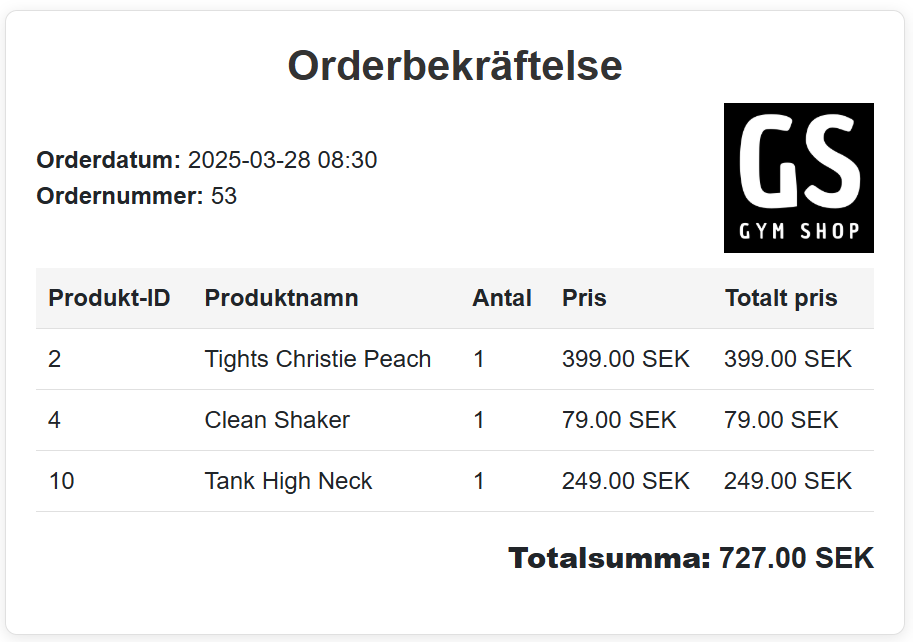 Orderbekräftelse
Orderdatum: 2025-03-28 08:30
Ordernummer: 53
GS
GYM SHOP
Produkt-ID Produktnamn Antal Pris Totalt pris
2 Tights Christie Peach 1 399.00 SEK 399.00 SEK
4 Clean Shaker 1 79.00 SEK 79.00 SEK
10 Tank High Neck 1 249.00 SEK 249.00 SEK
Totalsumma: 727.00 SEK